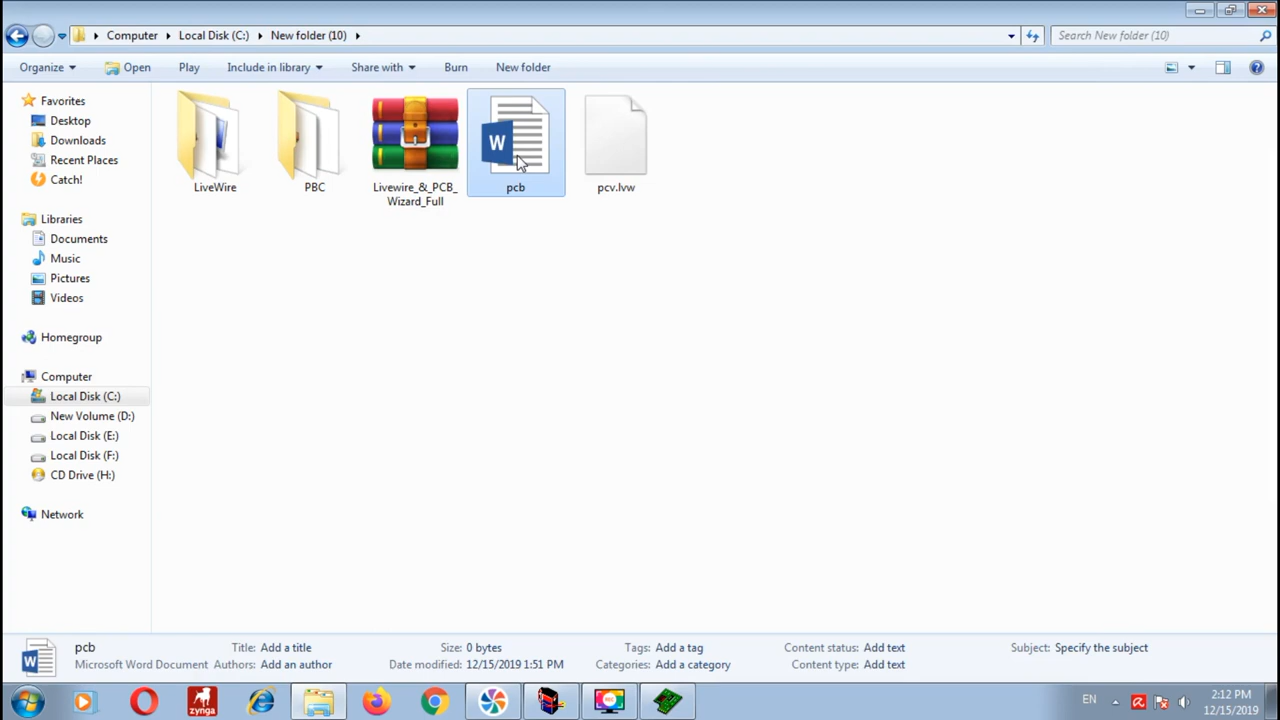 Computer Local Disk (C:) New folder (10) Search New folder (10)
Organize Open Play Include in library Share with Burn New folder
Favorites
Desktop
Downloads
Recent Places
Catch!
Libraries
Documents
Music
Pictures
Videos
Homegroup
Computer
Local Disk (C:)
New Volume (D:)
Local Disk (E:)
Local Disk (F:)
CD Drive (H:)
Network
W
LiveWire PBC Livewire_&_PCB_ pcb pcv.lvw
Wizard_Full
pcb Title: Add a title Size: 0 bytes Tags: Add a tag Content status: Add text Subject: Specify the subject
Microsoft Word Document Authors: Add an author Date modified: 12/15/2019 1:51 PM Categories: Add a category Content type: Add text
W
zynga
REC
EN
2:12 PM
12/15/2019